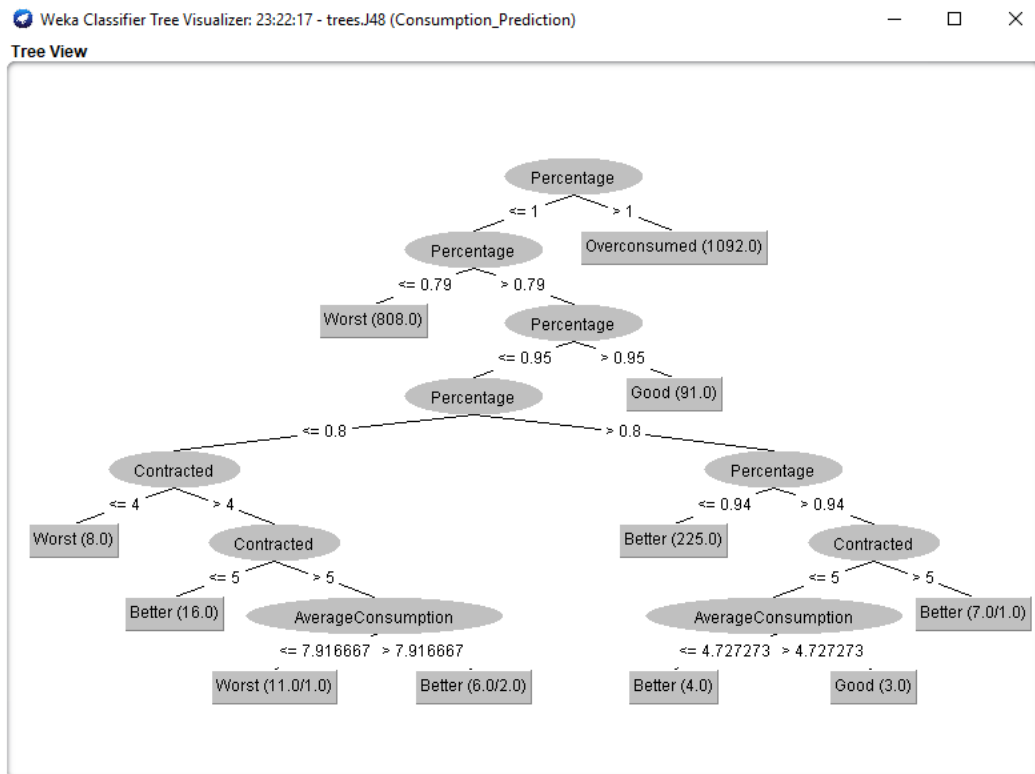 Weka Classifier Tree Visualizer: 23:22:17 - trees.J48 (Consumption_Prediction)
Tree View
Percentage
<= 1 > 1
Percentage Overconsumed (1092.0)
<= 0.79 > 0.79
Worst (808.0) Percentage
<= 0.95 > 0.95
Percentage Good (91.0)
<= 0.8 > 0.8
Contracted Percentage
<= 4 > 4 <= 0.94 > 0.94
Worst (8.0) Contracted Better (225.0) Contracted
<= 5 > 5 <= 5 > 5
Better (16.0) AverageConsumption AverageConsumption Better (7.0/1.0)
<= 7.916667 > 7.916667 <= 4.727273 > 4.727273
Worst (11.0/1.0) Better (6.0/2.0) Better (4.0) Good (3.0)